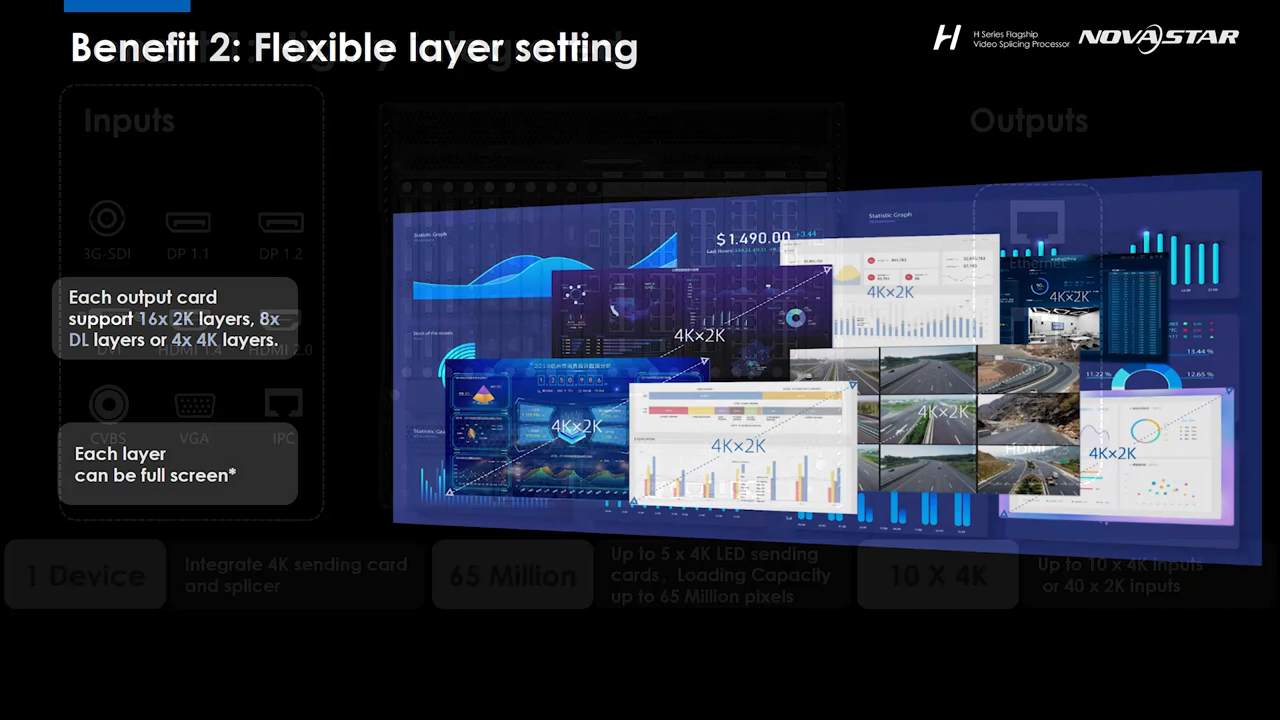 Benefit 2: Flexible layer setting
H Series Flagship
Video Splicing Processor
NOVASTAR
Inputs
Outputs
3G-SDI
DP 1.1
DP 1.2
Each output card
support 16x 2K layers, 8x
DL layers or 4x 4K layers.
DVI
HDMI 1.4
HDMI 2.0
CVBS
VGA
IPC
Each layer
can be full screen*
Statistic Graph
$1,490.00
+3.44
Statistic Graph
Ethernet
4K×2K
4K×2K
4K×2K
4K×2K
4K×2K
4K×2K
4K×2K
13.44 %
11.22 %
12.65 %
1 Device
Integrate 4K sending card
and splicer
65 Million
Up to 5 x 4K LED sending
cards, Loading Capacity
up to 65 Million pixels
10 X 4K
Up to 10 x 4K inputs
or 40 x 2K inputs